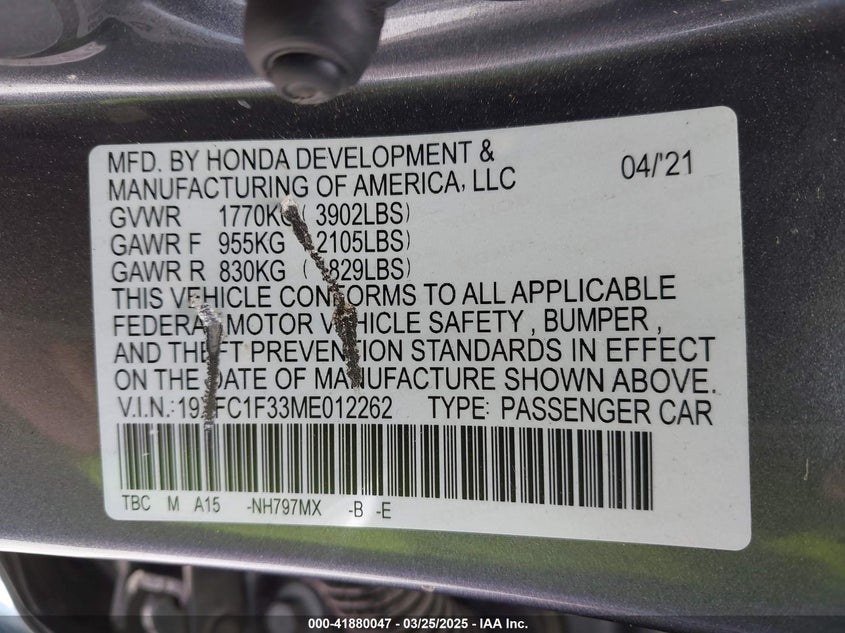 MFD. BY HONDA DEVELOPMENT & 04/'21
MANUFACTURING OF AMERICA, LLC
GVWR 1770KG ( 3902LBS)
GAWR F 955KG 2105LBS)
GAWR R 830KG ( 829LBS)
THIS VEHICLE CONFORMS TO ALL APPLICABLE
FEDERAL MOTOR VEHICLE SAFETY , BUMPER ,
AND THEFT PREVENTION STANDARDS IN EFFECT
ON THE DATE OF MANUFACTURE SHOWN ABOVE.
V.I.N.: TYPE: PASSENGER CAR
TBC M A15 -NH797MX -B -E
000-41880047 - 03/25/2025 - IAA Inc.